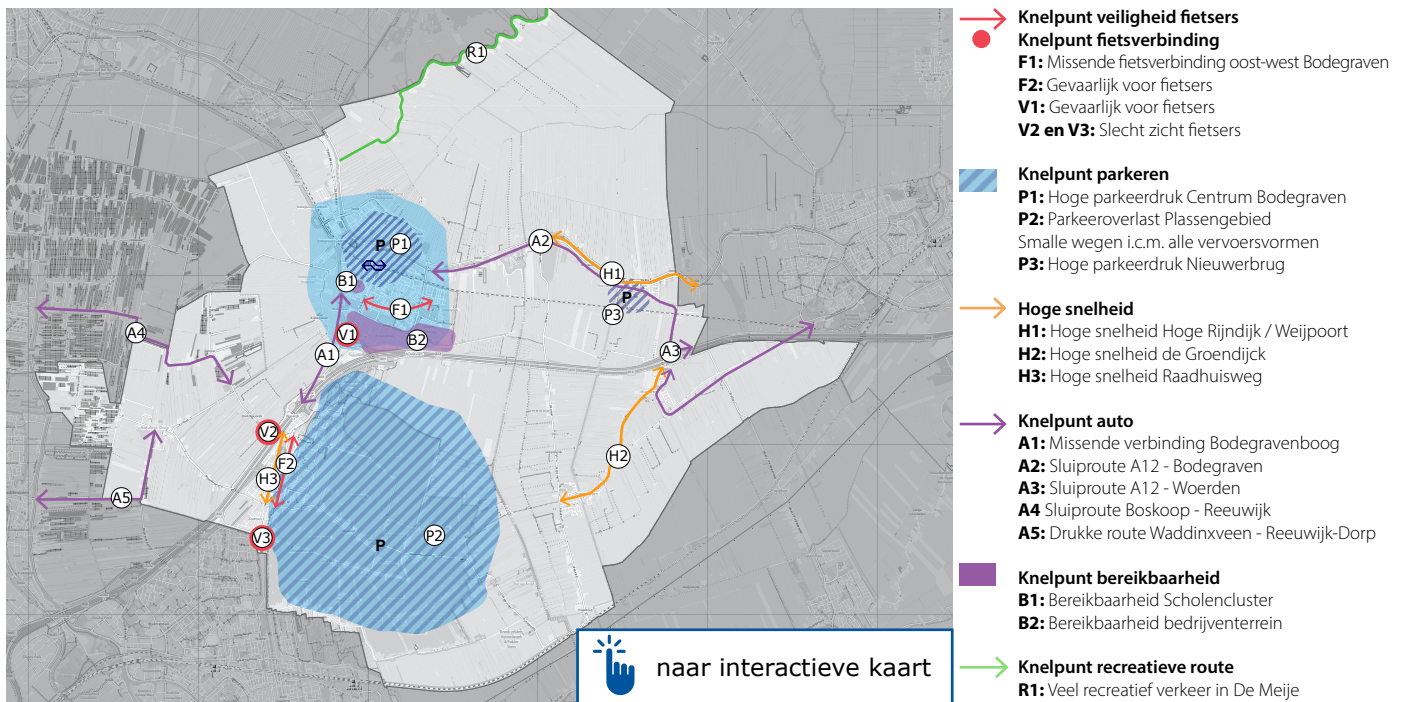 R1
P
P1
A2
B1
H1
P
F1
P3
A4
V1
B2
A1
A3
V2
F2
H2
H3
A5
V3
P
P2
naar interactieve kaart
Knelpunt veiligheid fietsers
Knelpunt fietsverbinding
F1: Missende fietsverbinding oost-west Bodegraven
F2: Gevaarlijk voor fietsers
V1: Gevaarlijk voor fietsers
V2 en V3: Slecht zicht fietsers
Knelpunt parkeren
P1: Hoge parkeerdruk Centrum Bodegraven
P2: Parkeeroverlast Plassengebied
Smalle wegen i.c.m. alle vervoersvormen
P3: Hoge parkeerdruk Nieuwerbrug
Hoge snelheid
H1: Hoge snelheid Hoge Rijndijk / Weijpoort
H2: Hoge snelheid de Groendijck
H3: Hoge snelheid Raadhuisweg
Knelpunt auto
A1: Missende verbinding Bodegravenboog
A2: Sluiproute A12 - Bodegraven
A3: Sluiproute A12 - Woerden
A4 Sluiproute Boskoop - Reeuwijk
A5: Drukke route Waddinxveen - Reeuwijk-Dorp
Knelpunt bereikbaarheid
B1: Bereikbaarheid Scholencluster
B2: Bereikbaarheid bedrijventerrein
Knelpunt recreatieve route
R1: Veel recreatief verkeer in De Meije